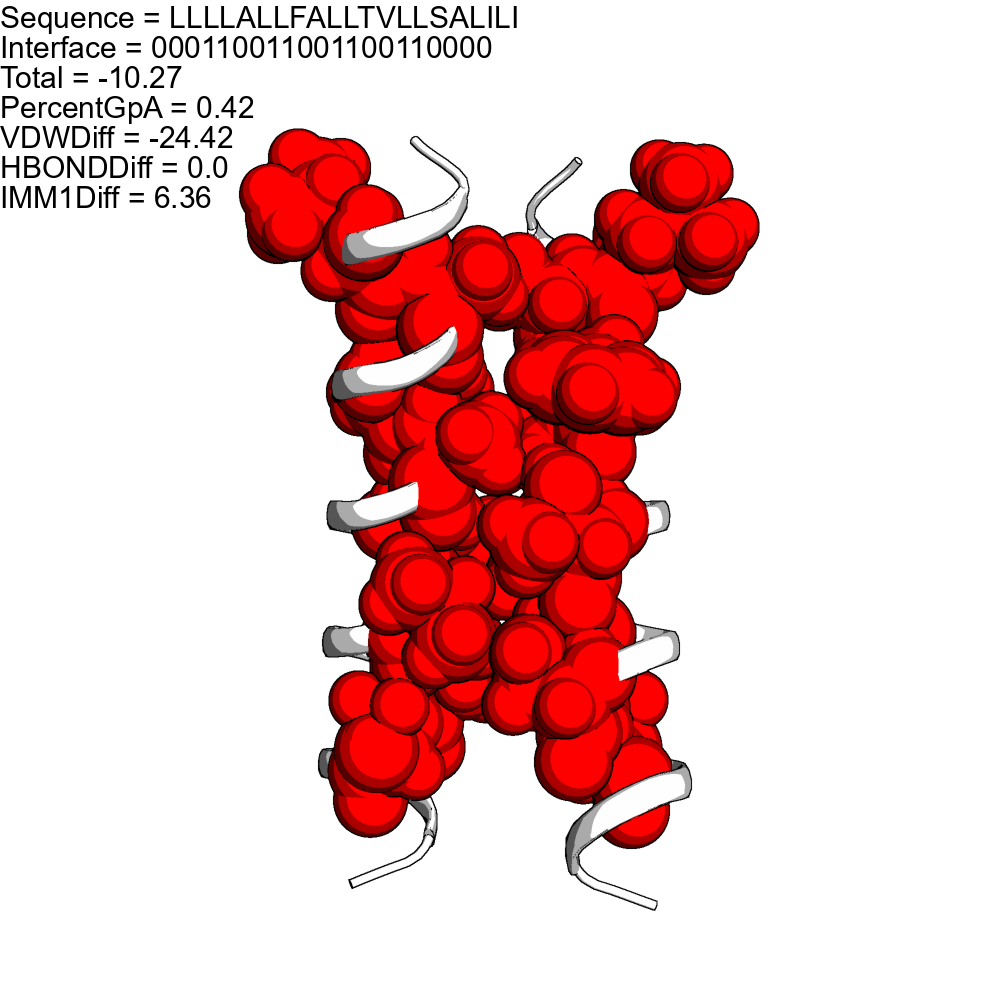 Sequence = LLLLALLFALLTVLLSALILI
Interface = 000110011001100110000
Total = -10.27
PercentGpA = 0.42
VDWDiff = -24.42
HBONDDiff = 0.0
IMM1Diff = 6.36